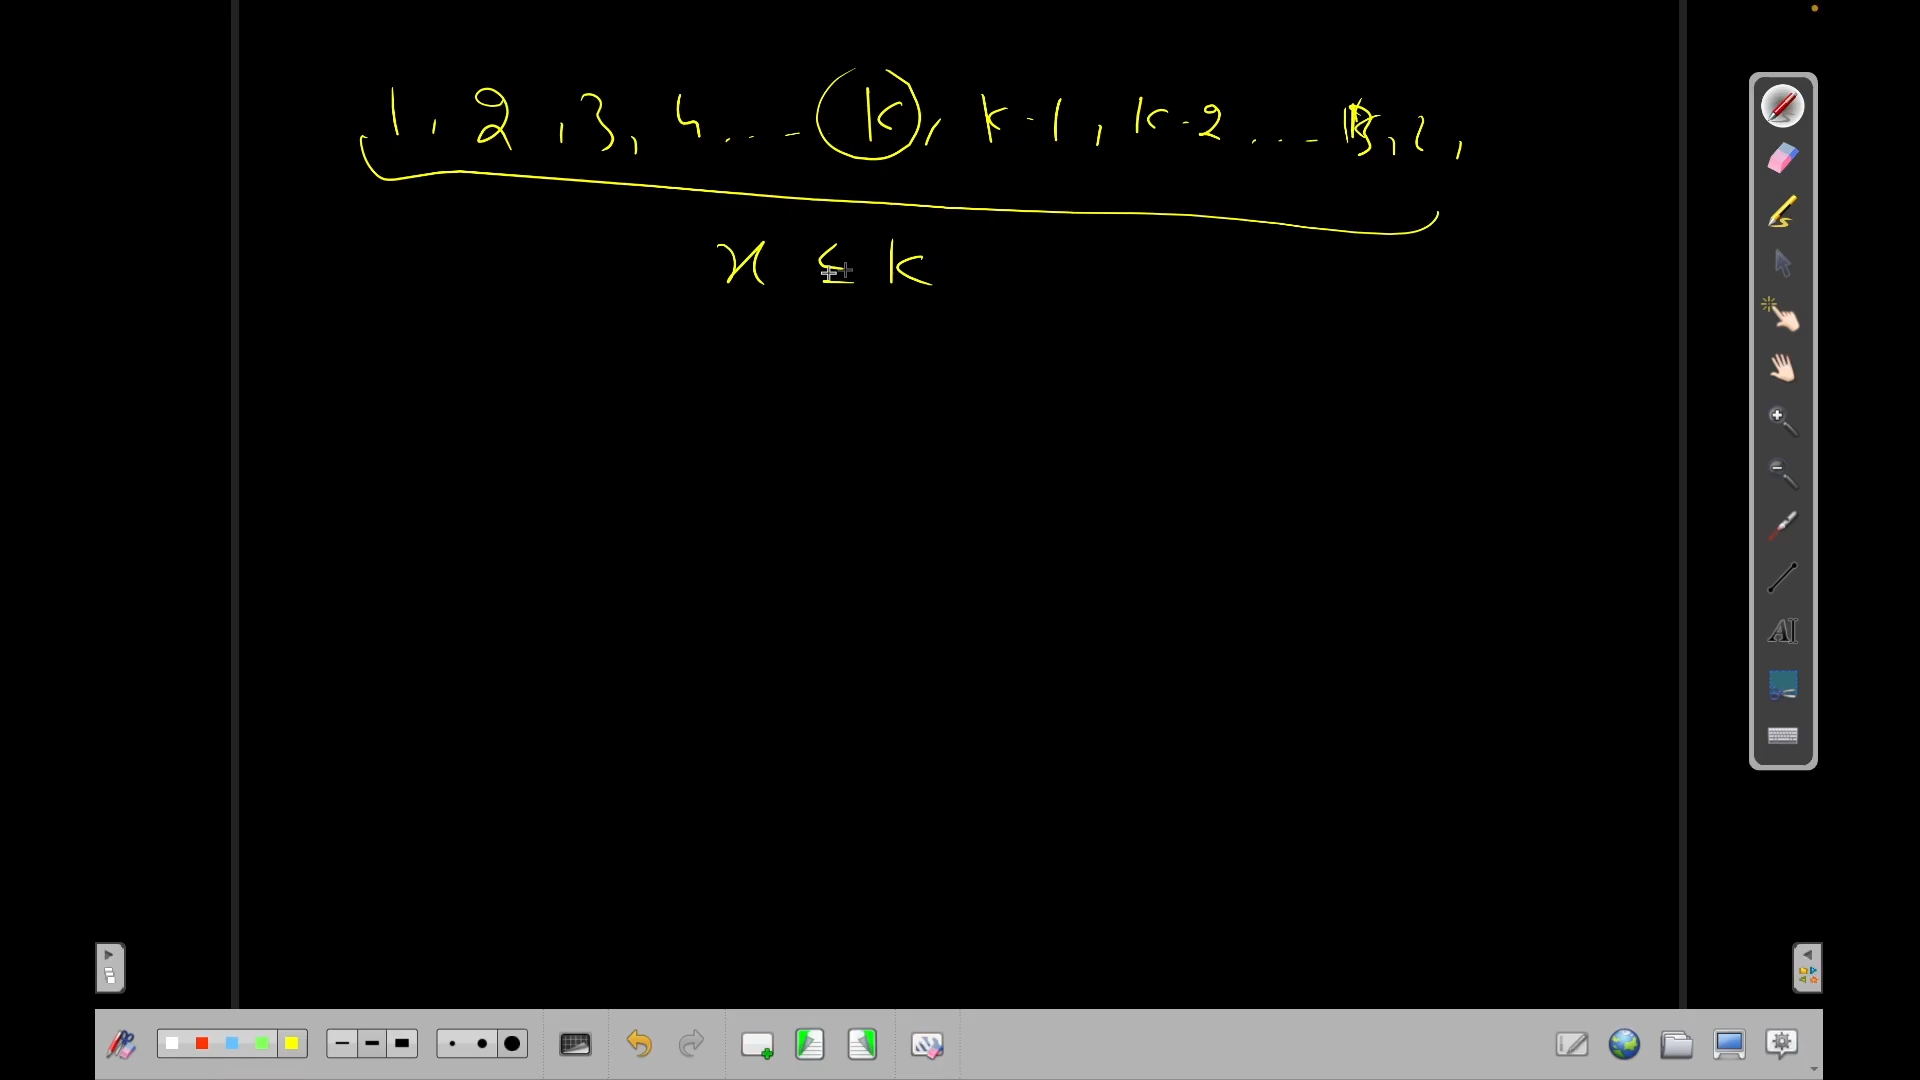 1, 2, 3, 4... k, k-1, k-2... 3, 2,
x ≤ k